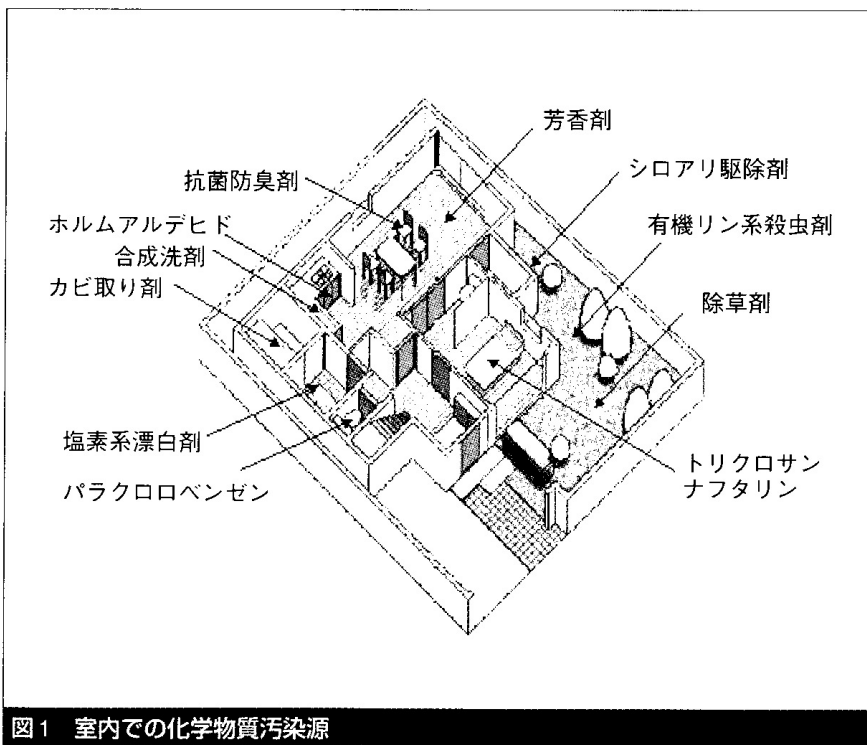 芳香剤
抗菌防臭剤
シロアリ駆除剤
ホルムアルデヒド
有機リン系殺虫剤
合成洗剤
カビ取り剤
除草剤
塩素系漂白剤
パラクロロベンゼン
トリクロサン
ナフタリン
図1 室内での化学物質汚染源